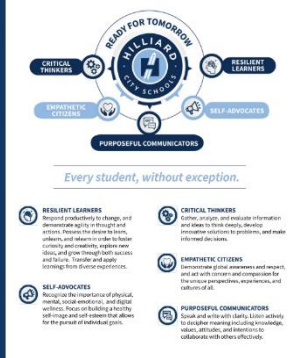 READY FOR TOMORROW
HILLIARD
CITY SCHOOLS
H
CRITICAL
THINKERS
RESILIENT
LEARNERS
EMPATHETIC
CITIZENS
SELF-ADVOCATES
PURPOSEFUL COMMUNICATORS
Every student, without exception.
RESILIENT LEARNERS
Respond productively to change, and
demonstrate agility in thought and
actions. Possess the desire to learn,
unlearn, and relearn in order to foster
curiosity and creativity, explore new
ideas, and grow through both success
and failure. Transfer and apply
learnings from diverse experiences.
SELF-ADVOCATES
Recognize the importance of physical,
mental, social-emotional, and digital
wellness. Focus on building a healthy
self-image and self-esteem that allows
for the pursuit of individual goals.
CRITICAL THINKERS
Gather, analyze, and evaluate information
and ideas to think deeply, develop
innovative solutions to problems, and make
informed decisions.
EMPATHETIC CITIZENS
Demonstrate global awareness and respect,
and act with concern and compassion for
the unique perspectives, experiences, and
cultures of all.
PURPOSEFUL COMMUNICATORS
Speak and write with clarity. Listen actively
to decipher meaning including knowledge,
values, attitudes, and intentions to
collaborate with others effectively.